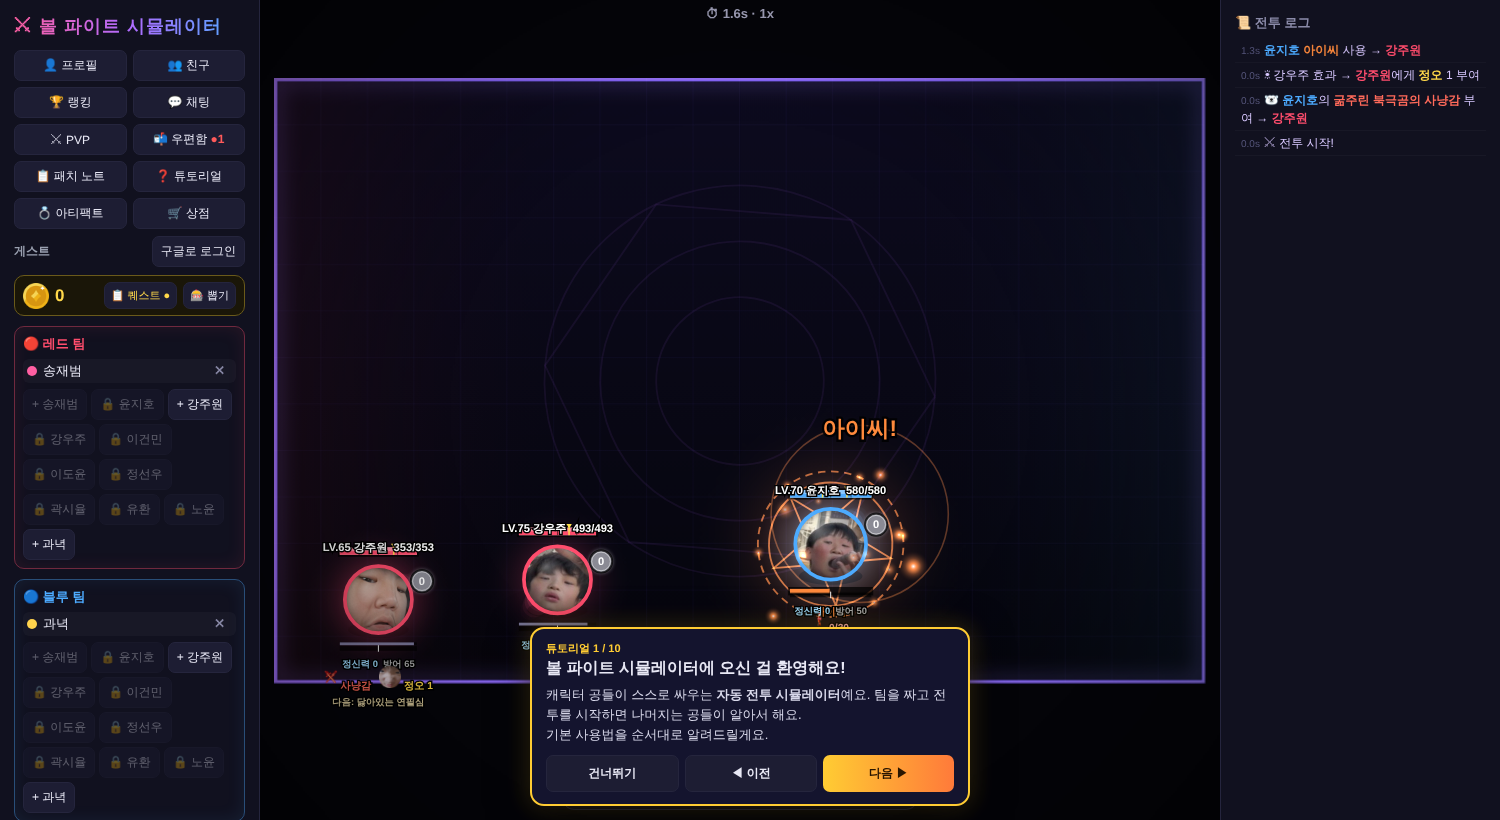 ⚔ 볼 파이트 시뮬레이터
👤 프로필
👥 친구
🏆 랭킹
💬 채팅
⚔ PVP
📬 우편함 ●1
📋 패치 노트
❓ 튜토리얼
💍 아티팩트
🛒 상점
게스트
구글로 로그인
0
📋 퀘스트 ●
🎰 뽑기
🔴 레드 팀
송재범 ✕
+ 송재범
🔒 윤지호
+ 강주원
🔒 강우주
🔒 이건민
🔒 이도윤
🔒 정선우
🔒 곽시율
🔒 유환
🔒 노윤
+ 과녁
🔵 블루 팀
과녁 ✕
+ 송재범
🔒 윤지호
+ 강주원
🔒 강우주
🔒 이건민
🔒 이도윤
🔒 정선우
🔒 곽시율
🔒 유환
🔒 노윤
+ 과녁
⏱ 1.6s · 1x
아이씨!
LV.70 윤지호 580/580
0
정신력 0 방어 50
LV.75 강우주 493/493
0
LV.65 강주원 353/353
0
정신력 0 방어 65
사냥감
정오 1
다음: 닳아있는 연필심
튜토리얼 1 / 10
볼 파이트 시뮬레이터에 오신 걸 환영해요!
캐릭터 공들이 스스로 싸우는 자동 전투 시뮬레이터예요. 팀을 짜고 전
투를 시작하면 나머지는 공들이 알아서 해요.
기본 사용법을 순서대로 알려드릴게요.
건너뛰기
◀ 이전
다음 ▶
📜 전투 로그
1.3s 윤지호 아이씨 사용 → 강주원
0.0s ☀ 강우주 효과 → 강주원에게 정오 1 부여
0.0s 🐻‍❄️ 윤지호의 굶주린 북극곰의 사냥감 부
여 → 강주원
0.0s ⚔ 전투 시작!